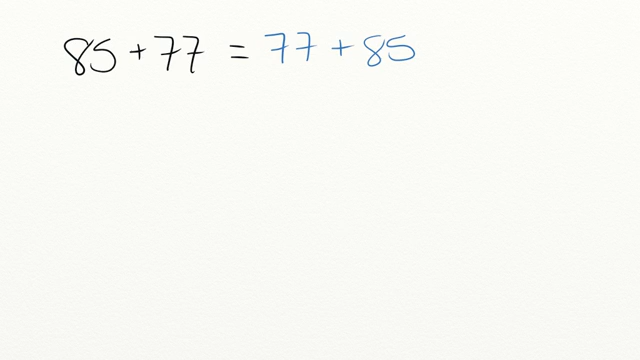 85 + 77 = 77 + 85